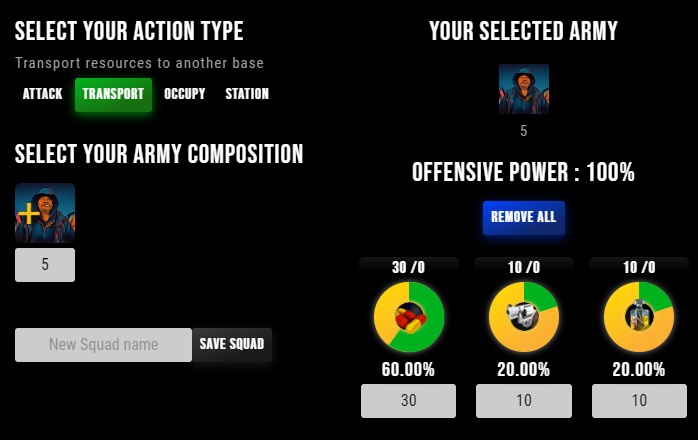 SELECT YOUR ACTION TYPE
Transport resources to another base
ATTACK TRANSPORT OCCUPY STATION
SELECT YOUR ARMY COMPOSITION
+
5
New Squad name SAVE SQUAD
YOUR SELECTED ARMY
5
OFFENSIVE POWER : 100%
REMOVE ALL
30 /0 10 /0 10 /0
60.00% 20.00% 20.00%
30 10 10